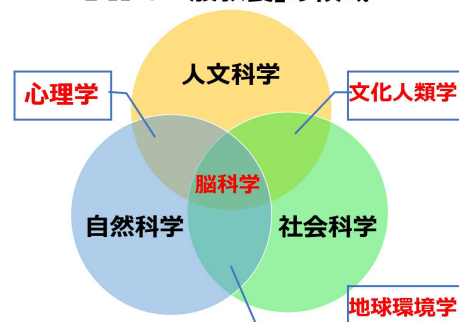 人文科学
心理学
文化人類学
脳科学
自然科学
社会科学
地球環境学